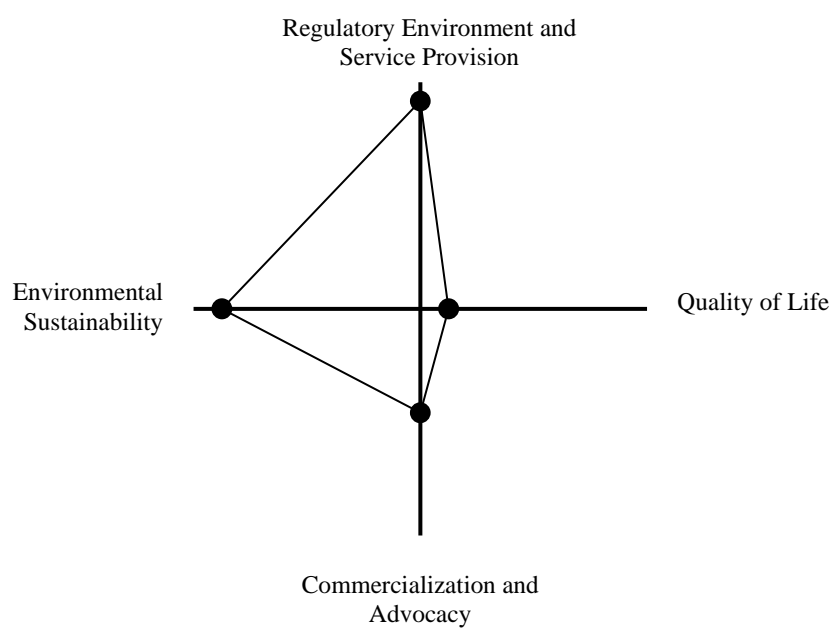 Regulatory Environment and
Service Provision
Environmental
Sustainability
Quality of Life
Commercialization and
Advocacy